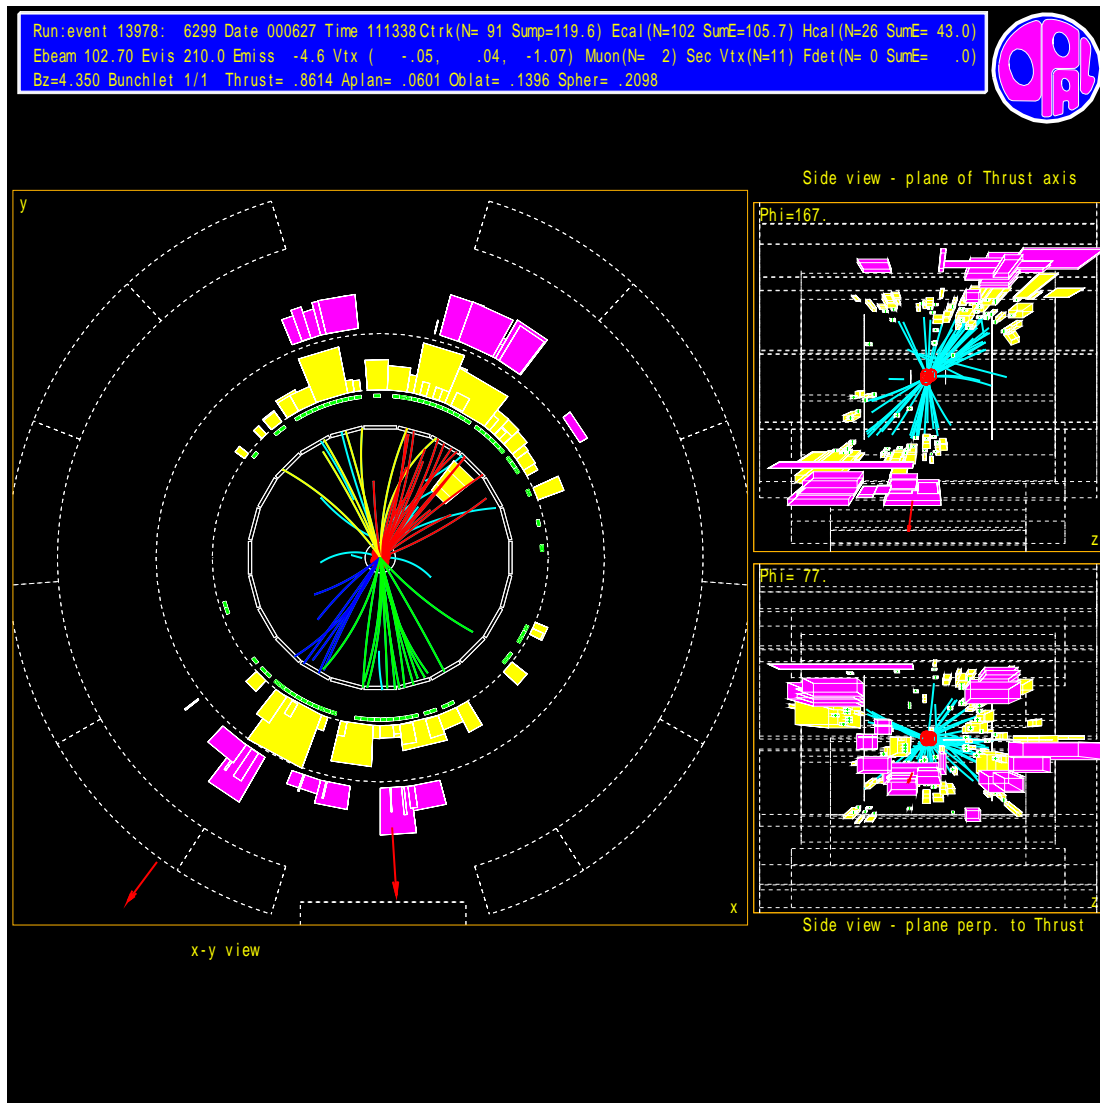 Run:event 13978: 6299 Date 000627 Time 111338 Ctrk(N= 91 Sump=119.6) Ecal(N=102 SumE=105.7) Hcal(N=26 SumE= 43.0)
Ebeam 102.70 Evis 210.0 Emiss -4.6 Vtx ( -.05, .04, -1.07) Muon(N= 2) Sec Vtx(N=11) Fdet(N= 0 SumE= .0)
Bz=4.350 Bunchlet 1/1 Thrust= .8614 Aplan= .0601 Oblat= .1396 Spher= .2098
OPAL
Side view - plane of Thrust axis
y
Phi=167.
z
Phi= 77.
z
x
Side view - plane perp. to Thrust
x-y view